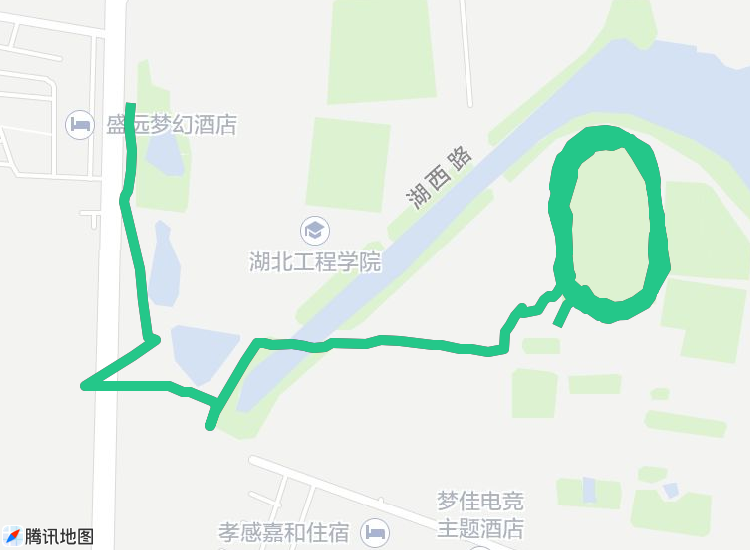 盛远梦幻酒店
湖西路
湖北工程学院
梦佳电竞
主题酒店
孝感嘉和住宿
腾讯地图